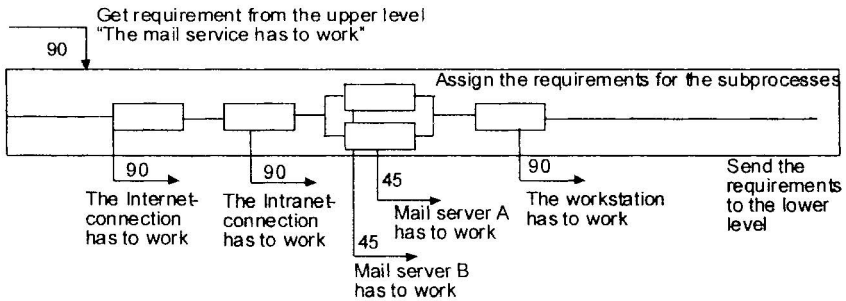 Get requirement from the upper level
"The mail service has to work"
90
Assign the requirements for the subprocesses
90
The Internet-
connection
has to work
90
The Intranet-
connection
has to work
45
Mail server A
has to work
45
Mail server B
has to work
90
The workstation
has to work
Send the
requirements
to the lower
level